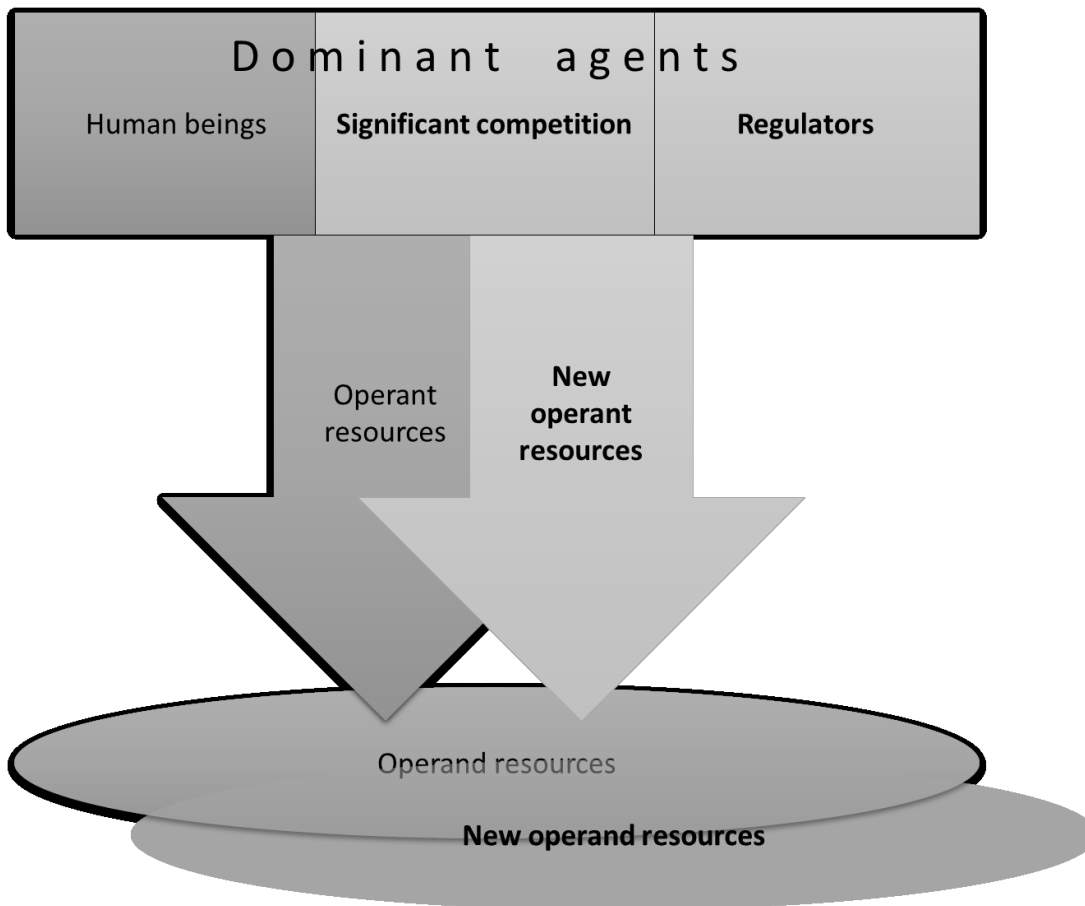 Dominant agents
Human beings
Significant competition
Regulators
Operant
resources
New
operant
resources
Operand resources
New operand resources